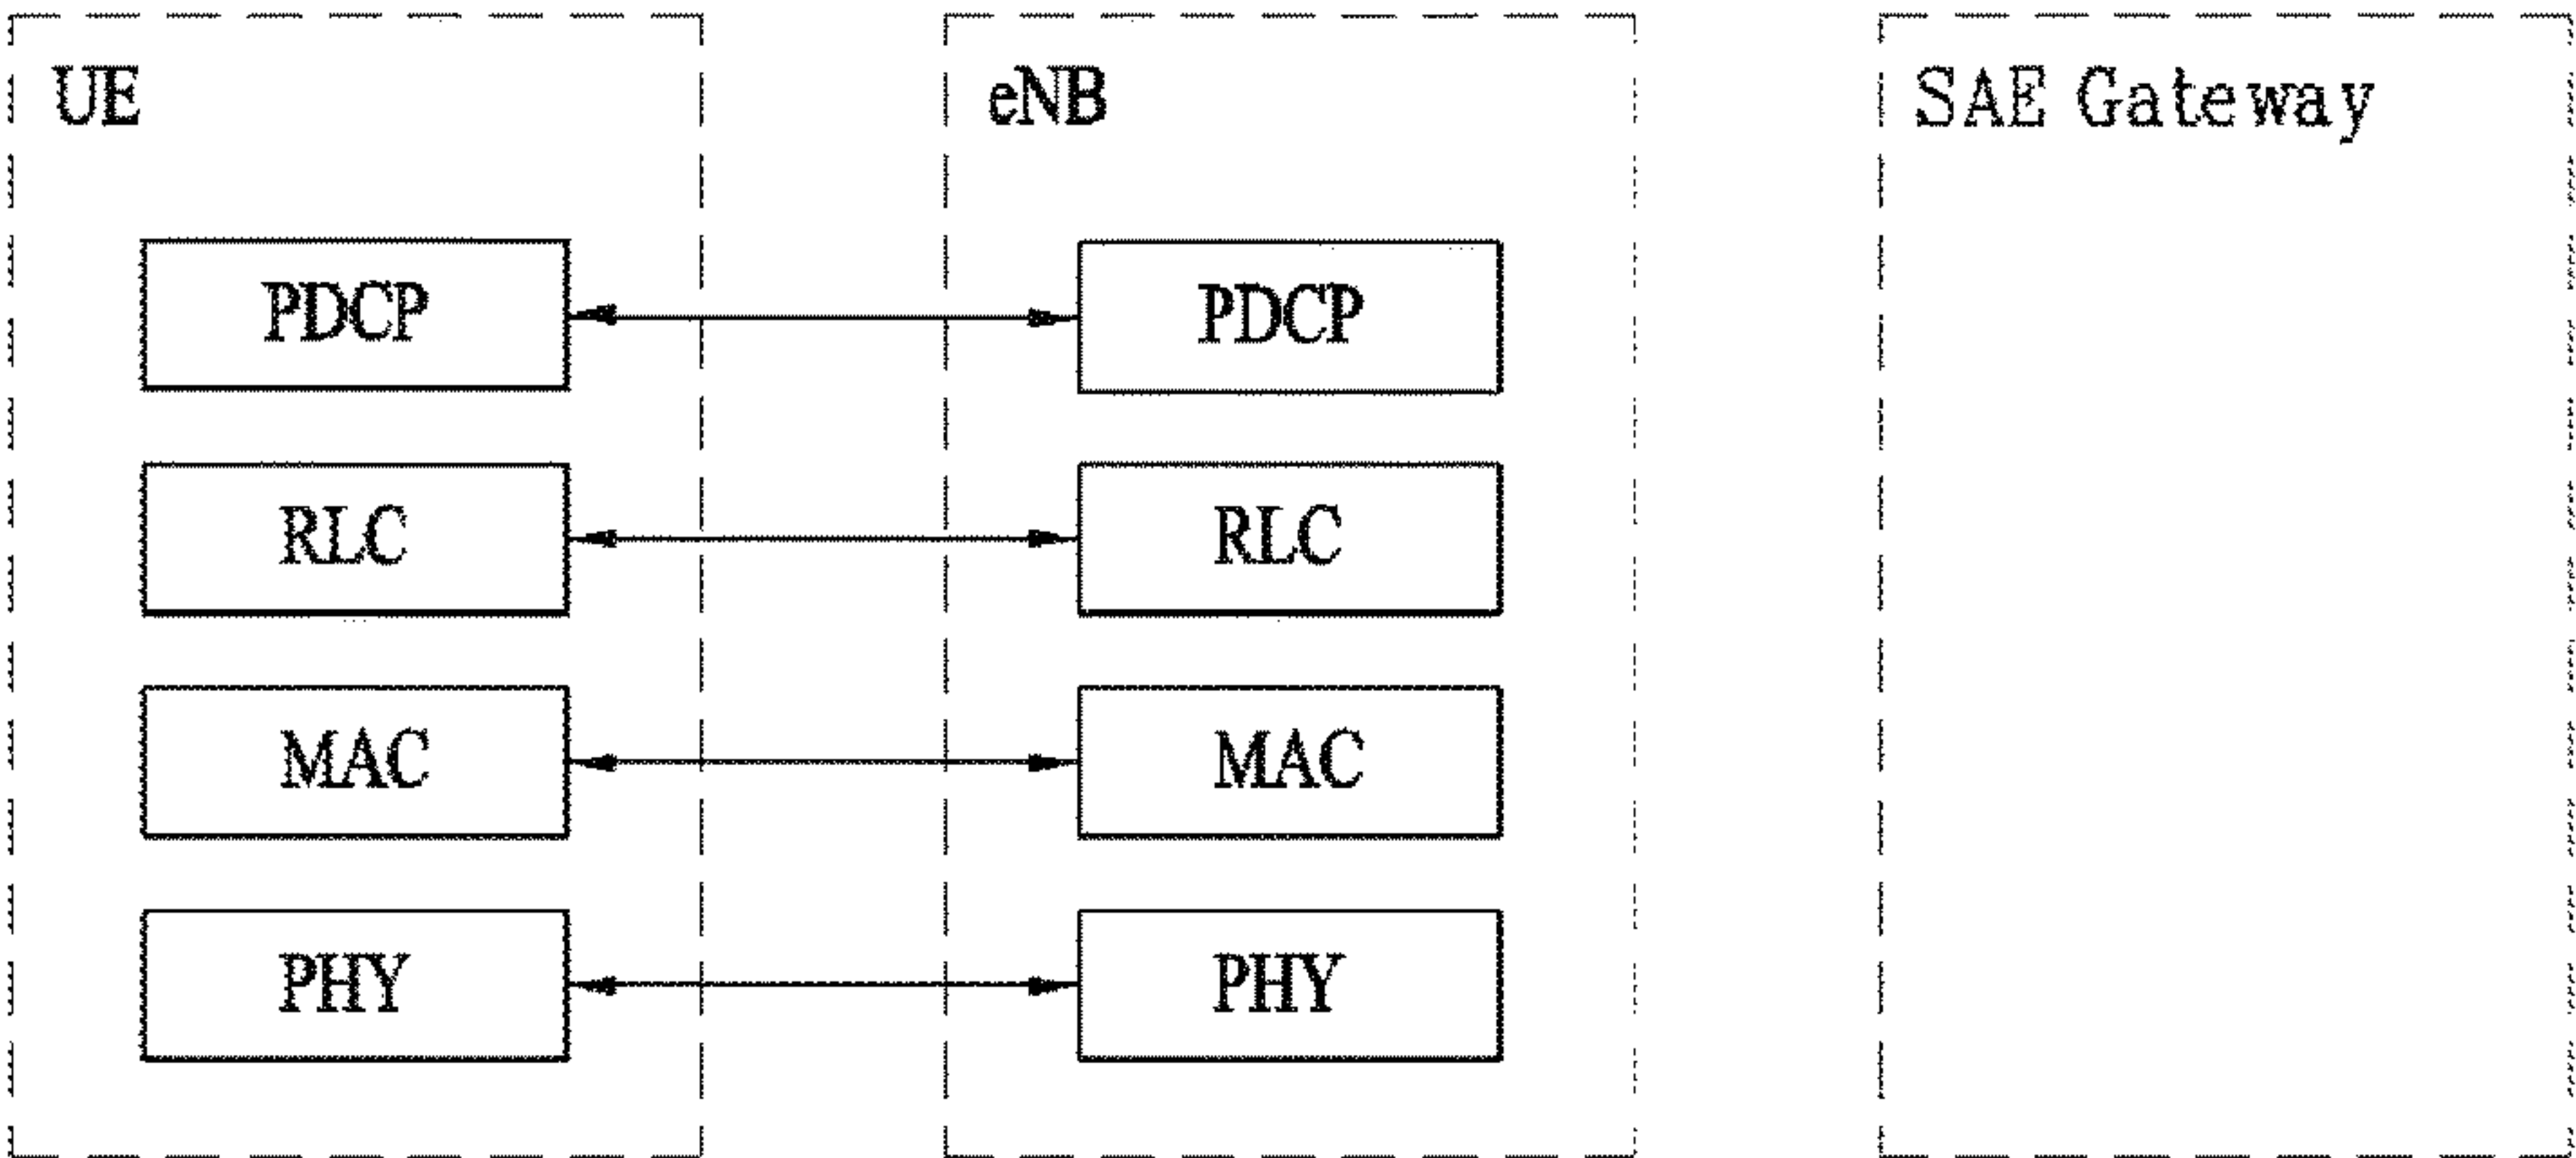 UE
eNB
SAE Gateway
PDCP
PDCP
RLC
RLC
MAC
MAC
PHY
PHY